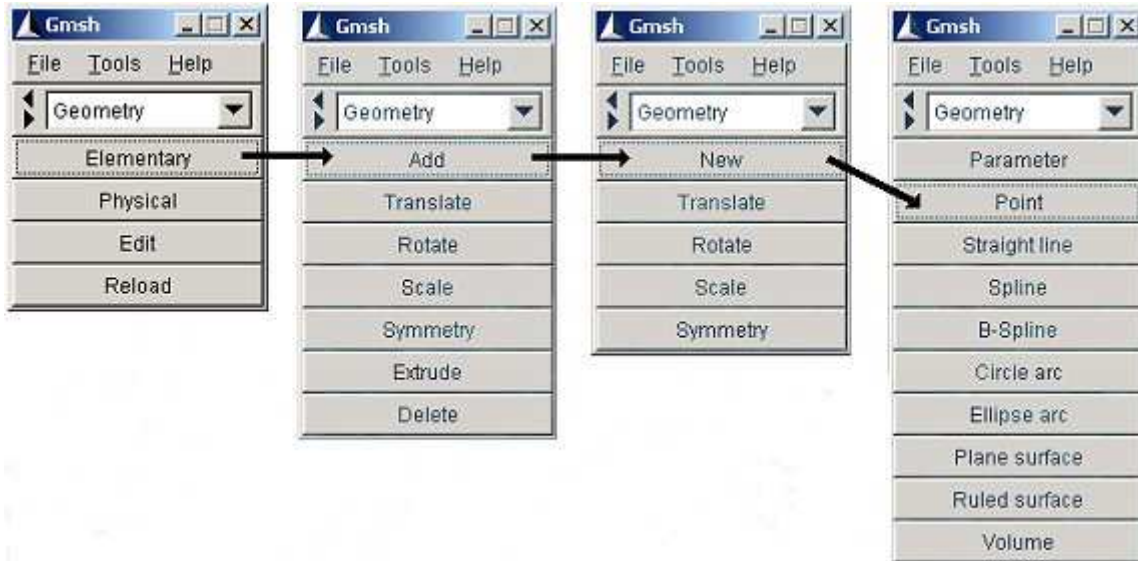 Gmsh
File Tools Help
Geometry
Elementary
Physical
Edit
Reload
Gmsh
File Tools Help
Geometry
Add
Translate
Rotate
Scale
Symmetry
Extrude
Delete
Gmsh
File Tools Help
Geometry
New
Translate
Rotate
Scale
Symmetry
Gmsh
File Tools Help
Geometry
Parameter
Point
Straight line
Spline
B-Spline
Circle arc
Ellipse arc
Plane surface
Ruled surface
Volume